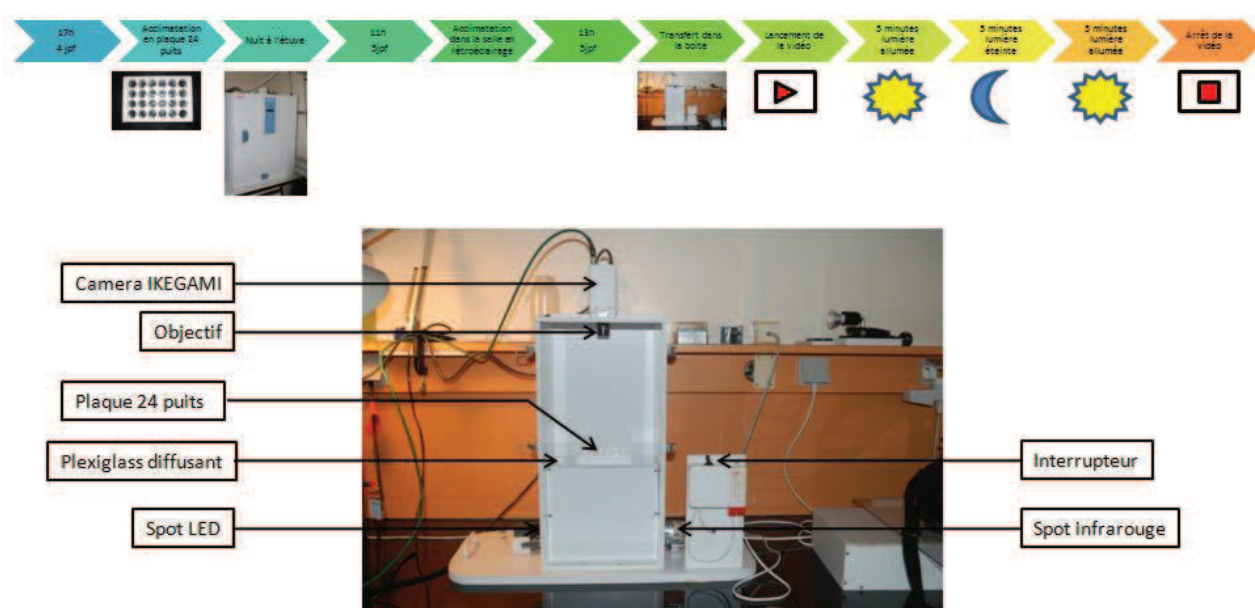 17h
4 jpf
Acclimatation
en plaque 24
puits
Nuit à l'étuve
11h
5jpf
Acclimatation
dans la salle en
rétroéclairage
13h
5jpf
Transfert dans
la boite
Lancement de
la vidéo
5 minutes
lumière
allumée
5 minutes
lumière
éteinte
5 minutes
lumière
allumée
Arrêt de la
vidéo
Camera IKEGAMI
Objectif
Plaque 24 puits
Plexiglass diffusant
Spot LED
Interrupteur
Spot infrarouge